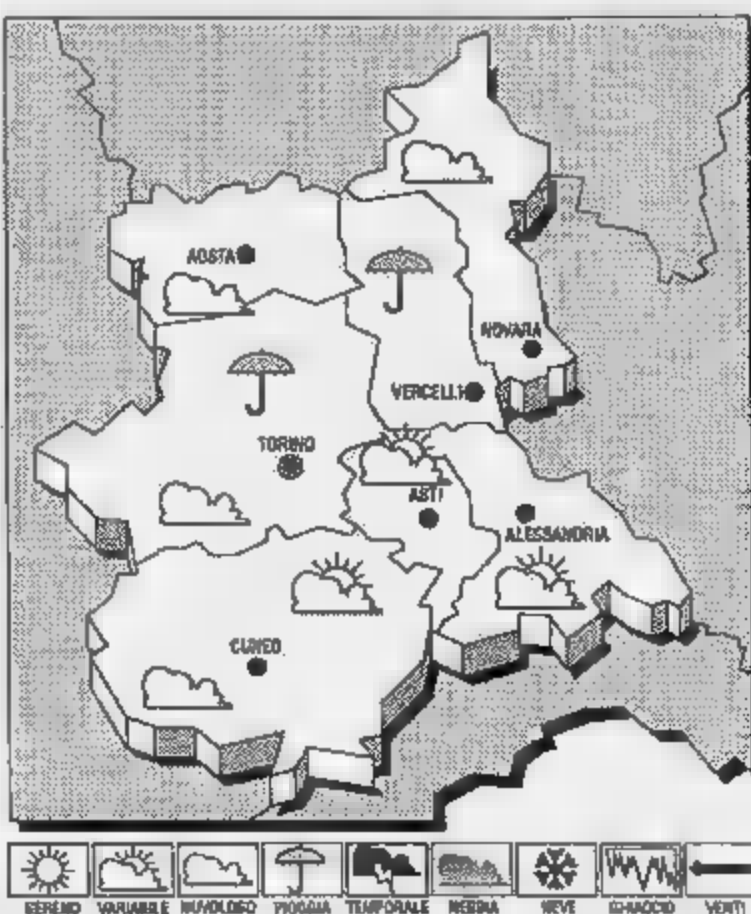 AOSTA
NOVARA
VERCELLI
TORINO
ASTI
ALESSANDRIA
CUNEO
SERENO VARIABILE NUVOLOSO PIOGGIA TEMPORALE NEBBIA NEVE GHIACCIO VENTI